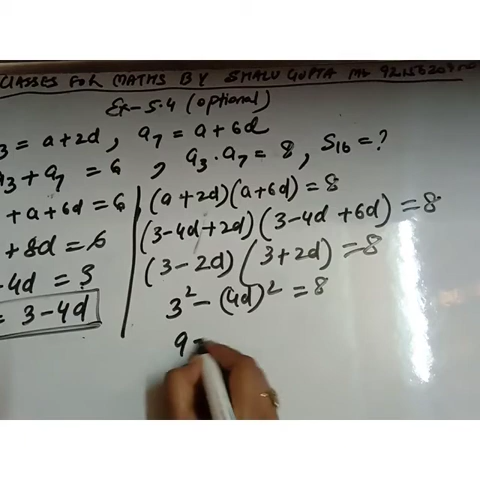 CLASSES FOR MATHS BY SHALU GUPTA
Ex-5.4 (optional)
3 = a+2d, a7 = a+6d
a3 + a7 = 6, a3 · a7 = 8, S16 = ?
+ a+6d = 6
+ 8d = 6
-4d = 3
= 3-4d
(a+2d)(a+6d) = 8
(3-4d+2d)(3-4d+6d) = 8
(3-2d)(3+2d) = 8
3² - (4d)² = 8
9-